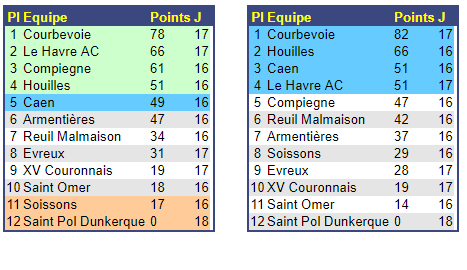 Pl Equipe Points J
1 Courbevoie 78 17
2 Le Havre AC 66 17
3 Compiegne 61 16
4 Houilles 51 16
5 Caen 49 16
6 Armentières 47 16
7 Reuil Malmaison 34 16
8 Evreux 31 17
9 XV Couronnais 19 17
10 Saint Omer 18 16
11 Soissons 17 16
12 Saint Pol Dunkerque 0 18
Pl Equipe Points J
1 Courbevoie 82 17
2 Houilles 66 16
3 Caen 51 16
4 Le Havre AC 51 17
5 Compiegne 47 16
6 Reuil Malmaison 42 16
7 Armentières 37 16
8 Soissons 29 16
9 Evreux 28 17
10 XV Couronnais 19 17
11 Saint Omer 14 16
12 Saint Pol Dunkerque 0 18